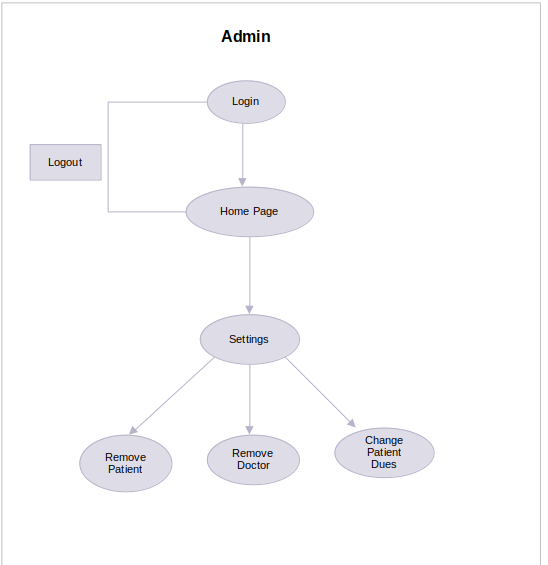 Admin
Login
Logout
Home Page
Settings
Remove
Patient
Remove
Doctor
Change
Patient
Dues